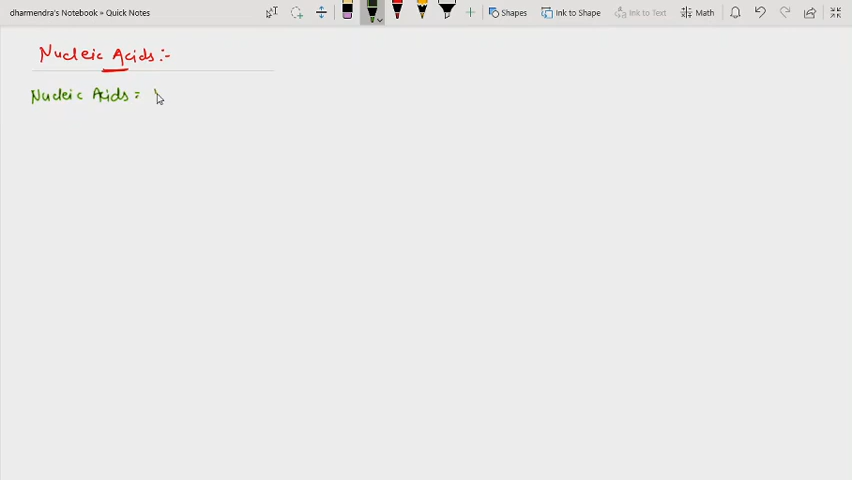 dharmendra's Notebook » Quick Notes
Shapes
Ink to Shape
Ink to Text
Math
Nucleic Acids:-
Nucleic Acids =